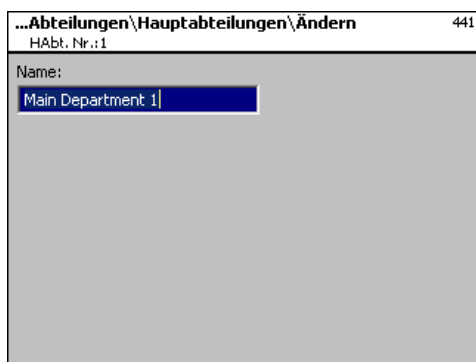 ...Abteilungen\Hauptabteilungen\Ändern 441
HAbt. Nr.:1
Name:
Main Department 1